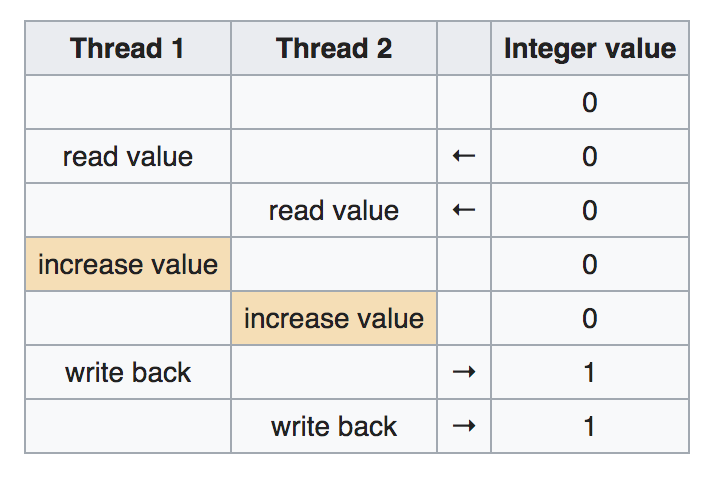 Thread 1 Thread 2 Integer value
0
read value ← 0
read value ← 0
increase value 0
increase value 0
write back → 1
write back → 1